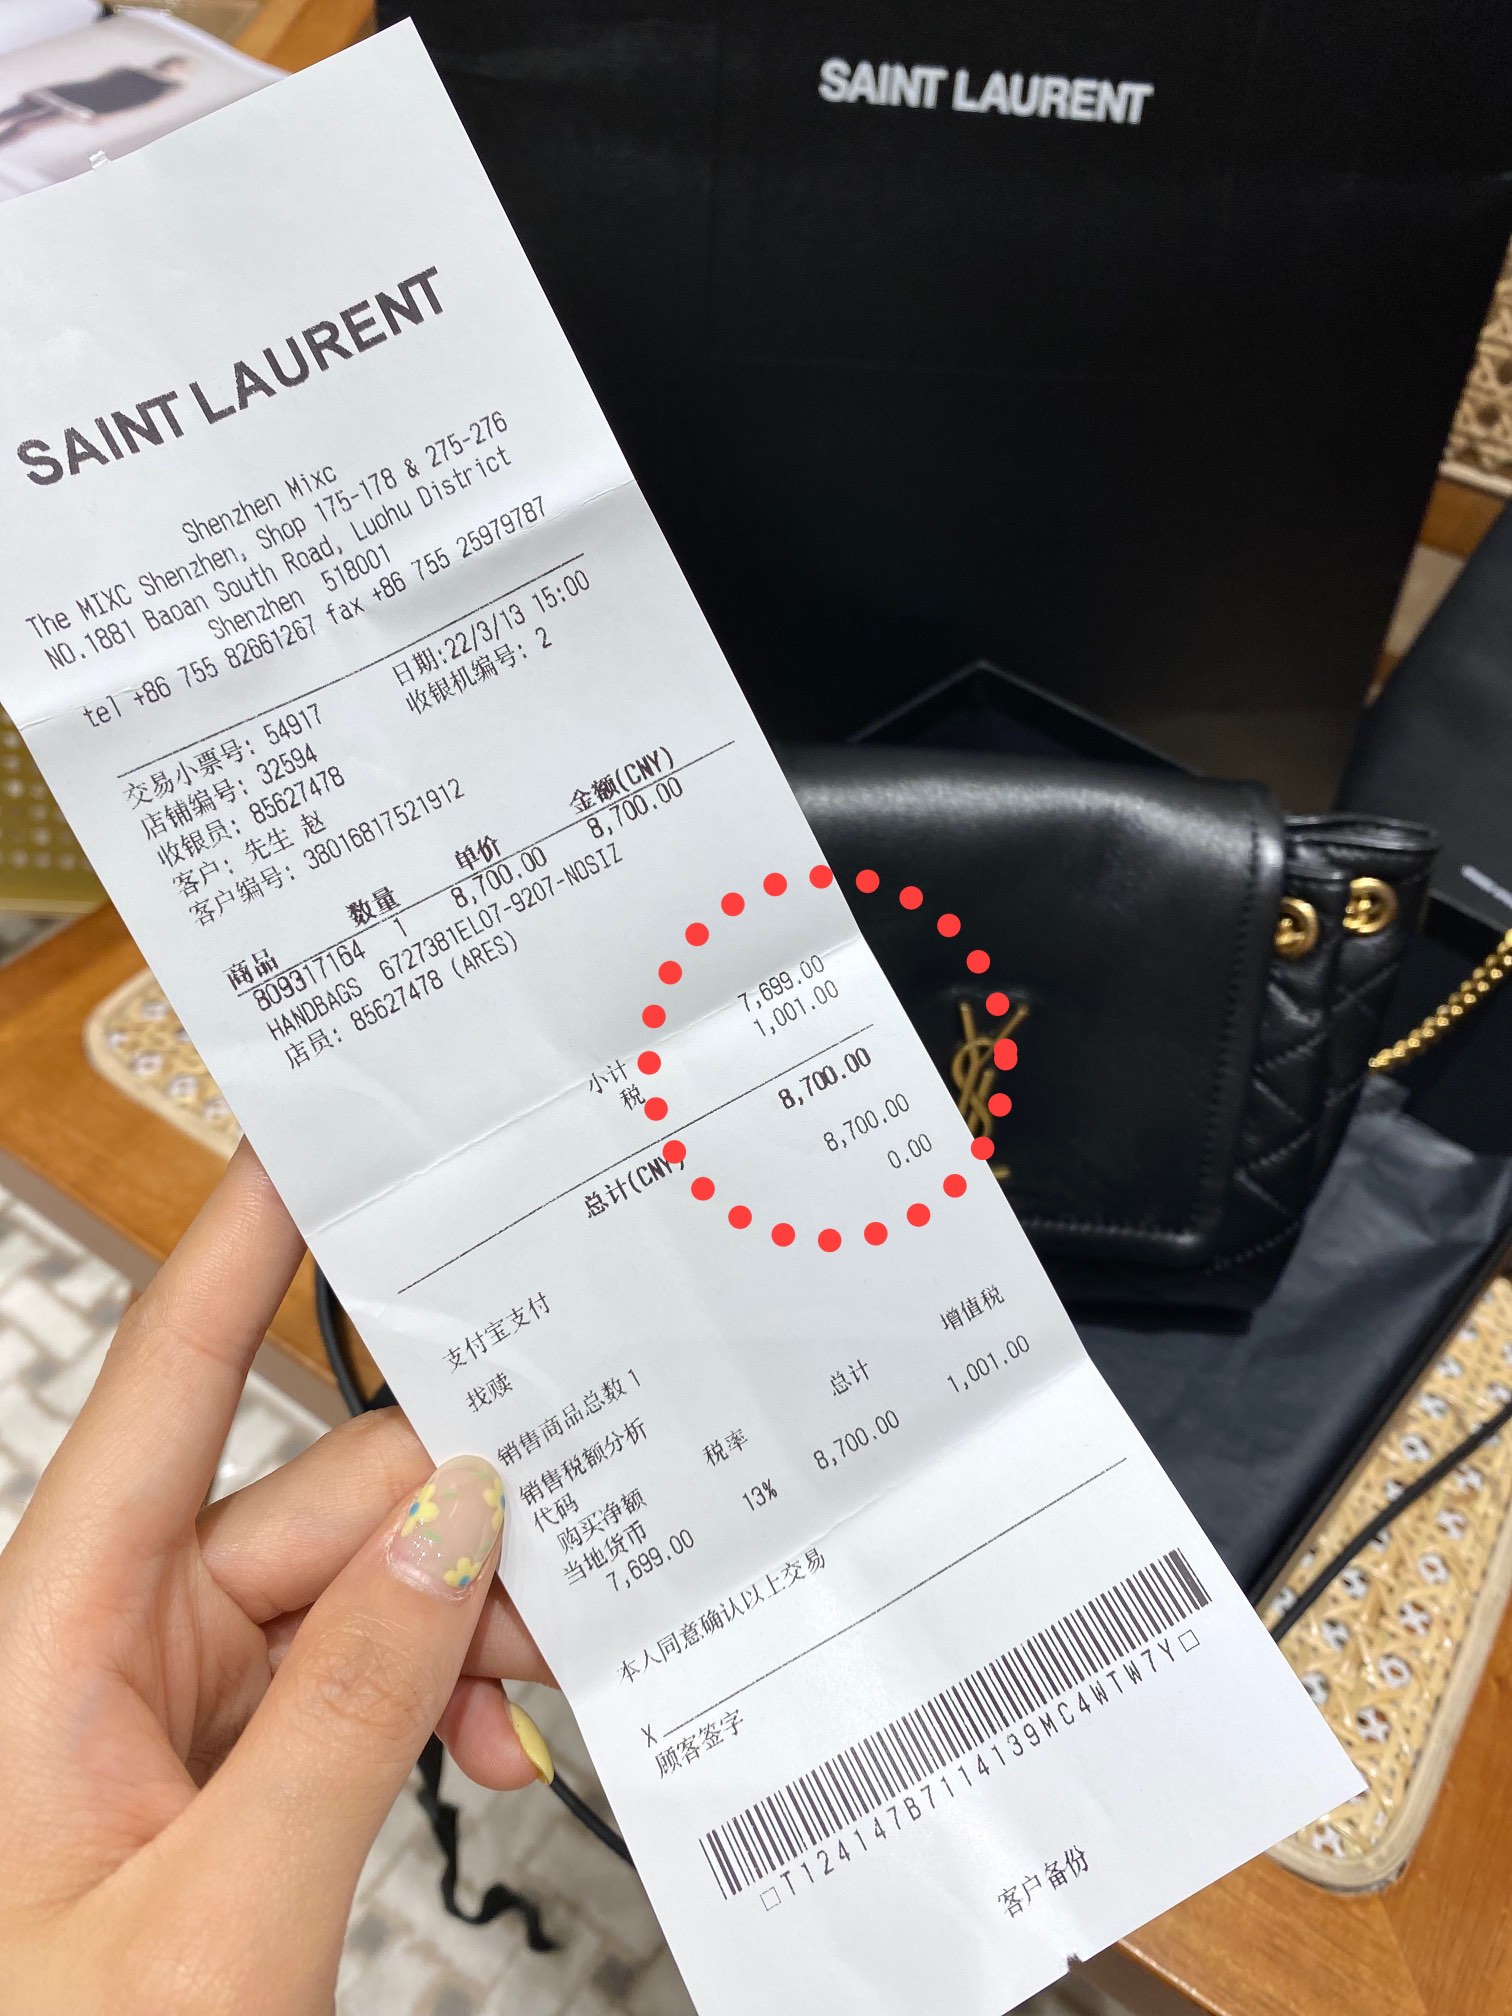 SAINT LAURENT
SAINT LAURENT
Shenzhen Mixc
The MIXC Shenzhen, Shop 175-178 & 275-276
NO.1881 Baoan South Road, Luohu District
Shenzhen 518001
tel +86 755 82661267 fax +86 755 25979787
日期:22/3/13 15:00
交易小票号: 54917
收银机编号: 2
店铺编号: 32594
收银员: 85627478
客户: 先生 赵
客户编号: 3801681752​1912
商品 数量 单价 金额(CNY)
809317164 1 8,700.00 8,700.00
HANDBAGS 6727381EL07-9207-NOSIZ
店员: 85627478 (ARES)
小计 7,699.00
税 1,001.00
总计(CNY) 8,700.00
支付宝支付 8,700.00
找赎 0.00
销售商品总数 1
销售税额分析
代码 税率 总计 增值税
购买净额 13% 8,700.00 1,001.00
当地货币
7,699.00
本人同意确认以上交易
X
顾客签字
T124147B7114139MC4WTW7Y
客户备份
YSL